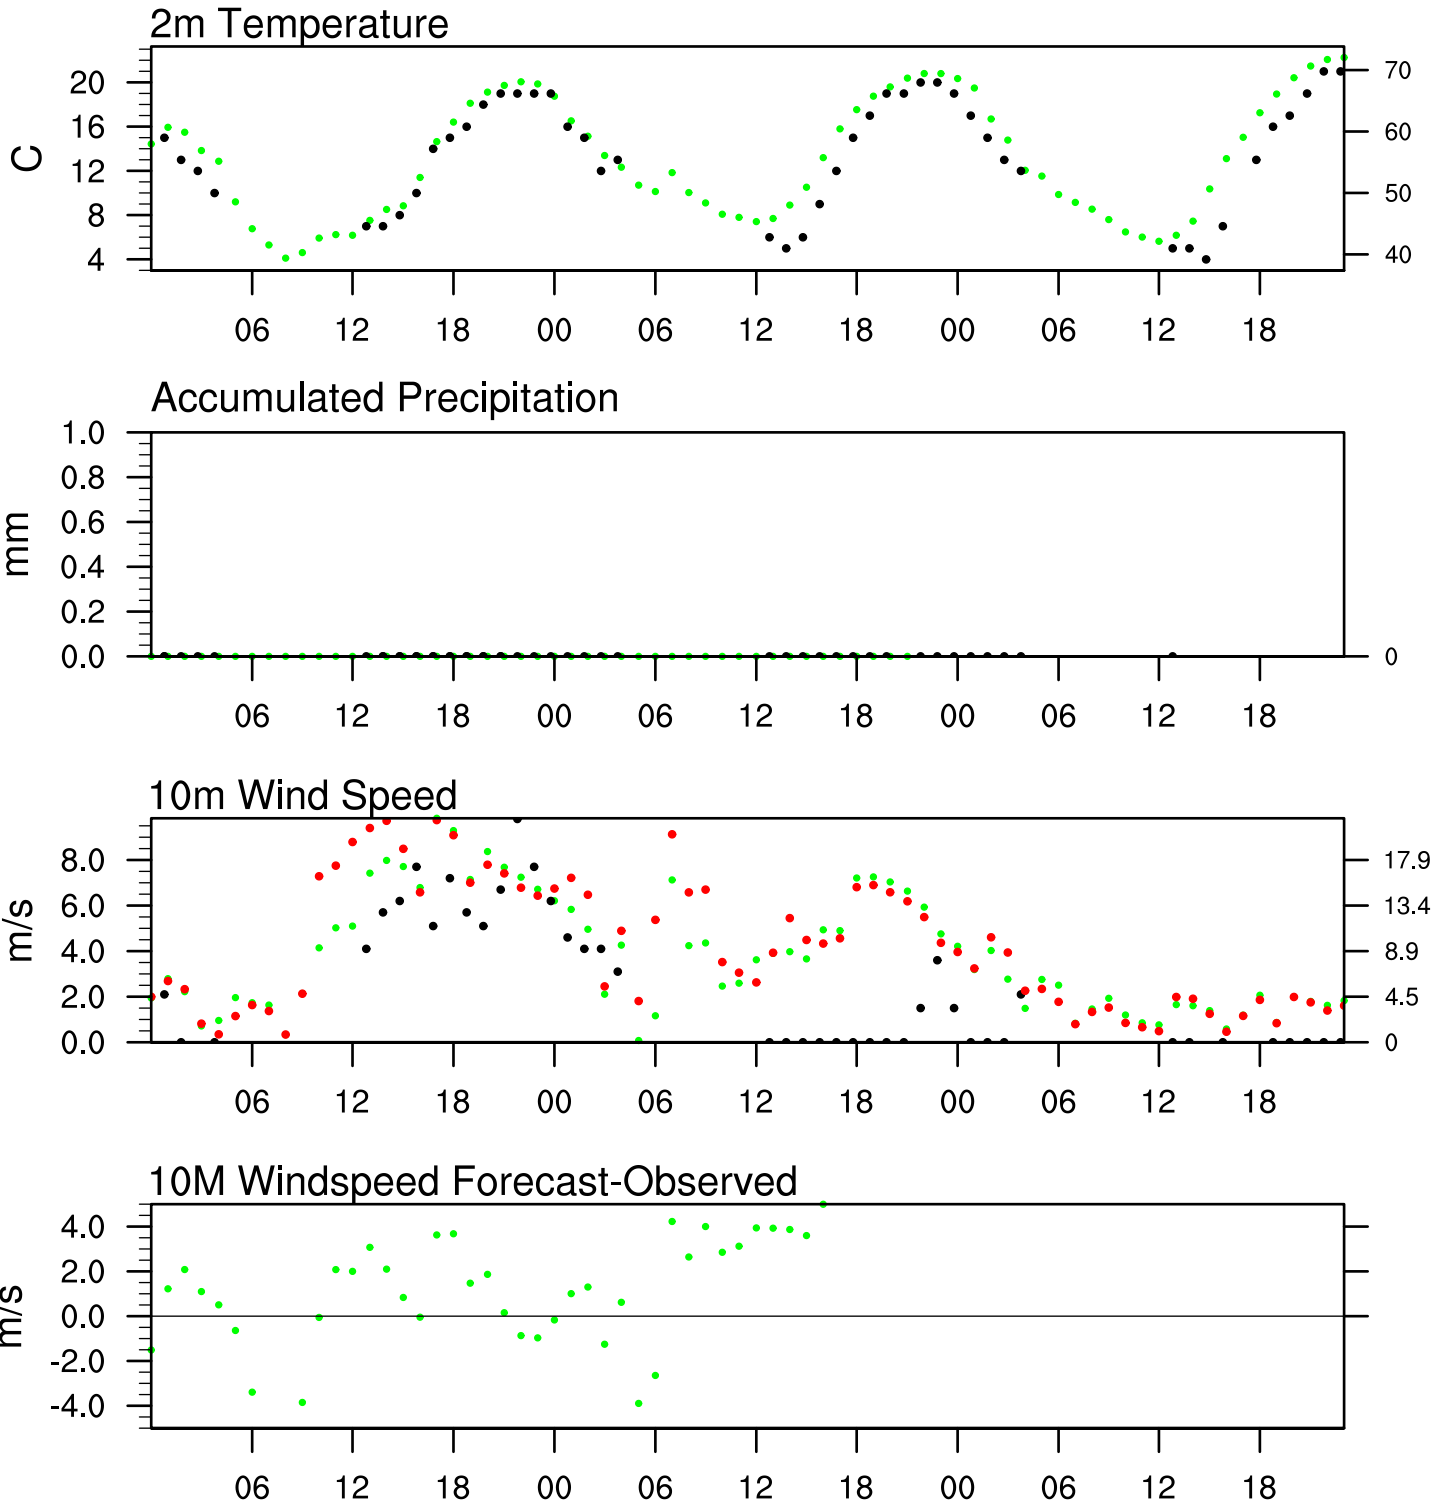 2m Temperature
20
16
12
8
4
C
70
60
50
40
06 12 18 00 06 12 18 00 06 12 18
Accumulated Precipitation
1.0
0.8
0.6
0.4
0.2
0.0
mm
0
06 12 18 00 06 12 18 00 06 12 18
10m Wind Speed
8.0
6.0
4.0
2.0
0.0
m/s
17.9
13.4
8.9
4.5
0
06 12 18 00 06 12 18 00 06 12 18
10M Windspeed Forecast-Observed
4.0
2.0
0.0
-2.0
-4.0
m/s
06 12 18 00 06 12 18 00 06 12 18